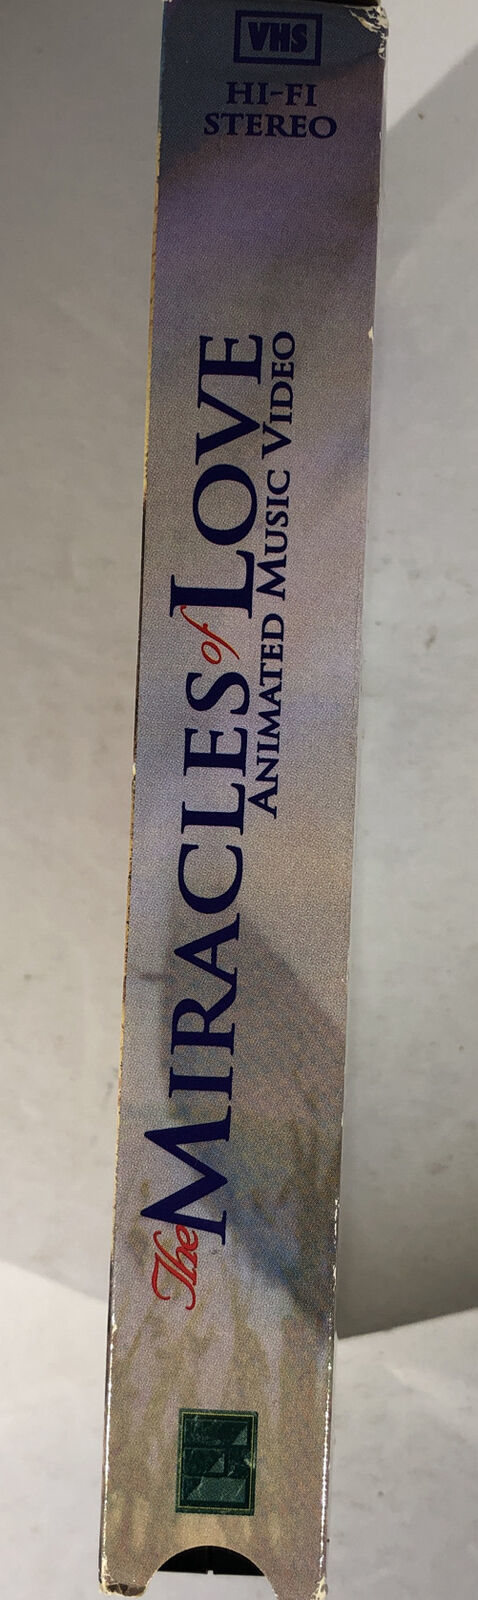 VHS
HI-FI
STEREO
The MIRACLES of LOVE
ANIMATED MUSIC VIDEO